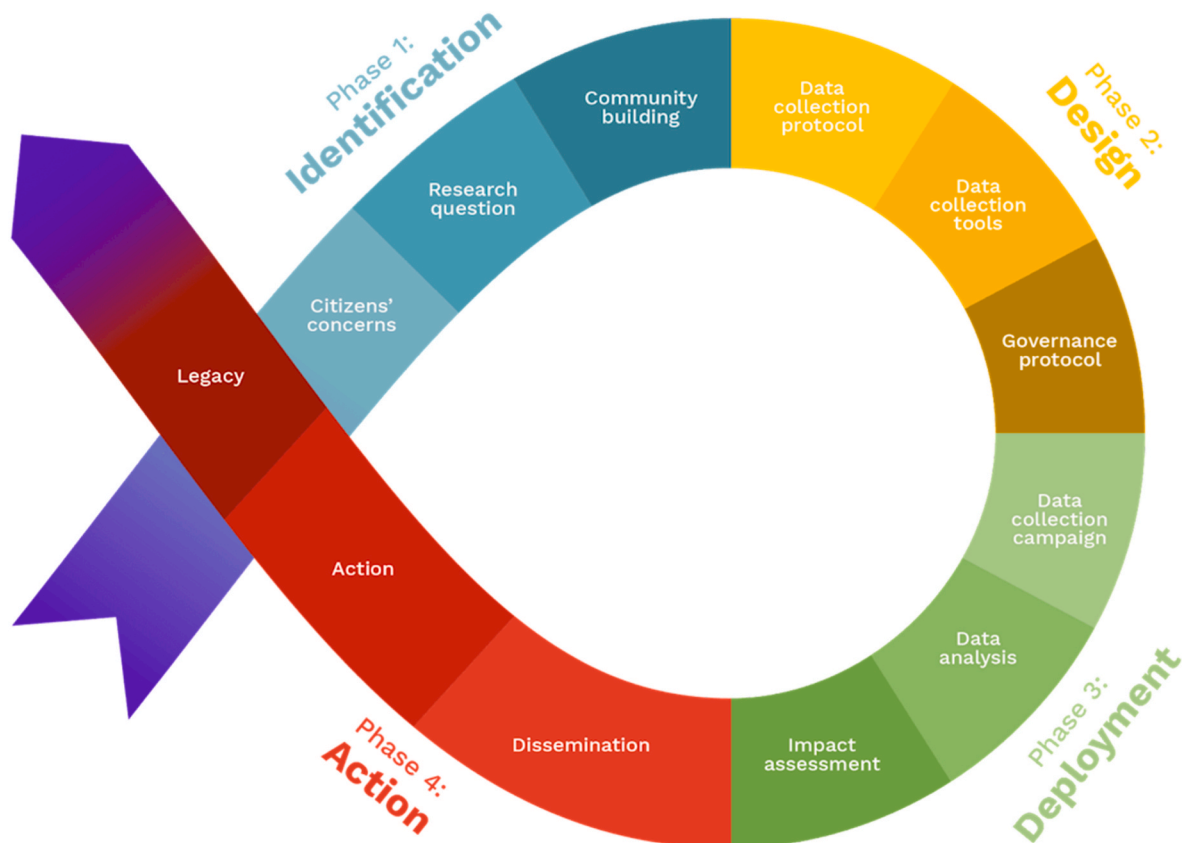 Phase 1:
Identification
Citizens’
concerns
Research
question
Community
building
Phase 2:
Design
Data
collection
protocol
Data
collection
tools
Governance
protocol
Phase 3:
Deployment
Data
collection
campaign
Data
analysis
Impact
assessment
Phase 4:
Action
Dissemination
Action
Legacy